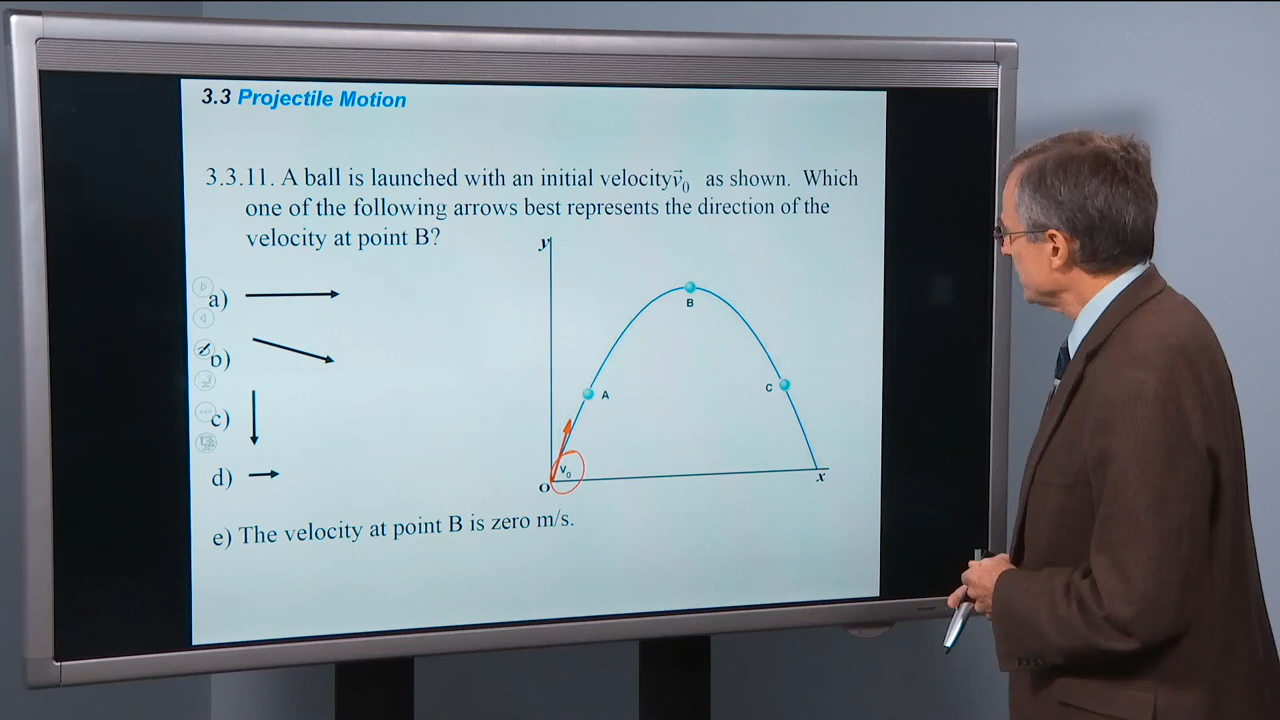 3.3 Projectile Motion
3.3.11. A ball is launched with an initial velocity v⃗₀ as shown. Which
one of the following arrows best represents the direction of the
velocity at point B?
a)
b)
c)
d)
e) The velocity at point B is zero m/s.
y
B
A
C
v₀
O
x